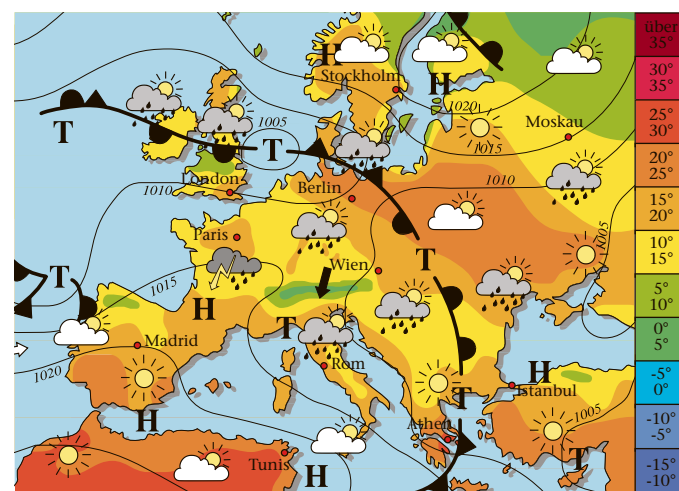 H
Stockholm
H
1020
Moskau
1015
T
1005
T
London
1010
Berlin
1010
Paris
Wien
T
1005
T
1015
H
T
Madrid
Rom
1020
H
Istanbul
T
H
Athen
1005
Tunis
H
T
über
35°
30°
35°
25°
30°
20°
25°
15°
20°
10°
15°
5°
10°
0°
5°
-5°
0°
-10°
-5°
-15°
-10°